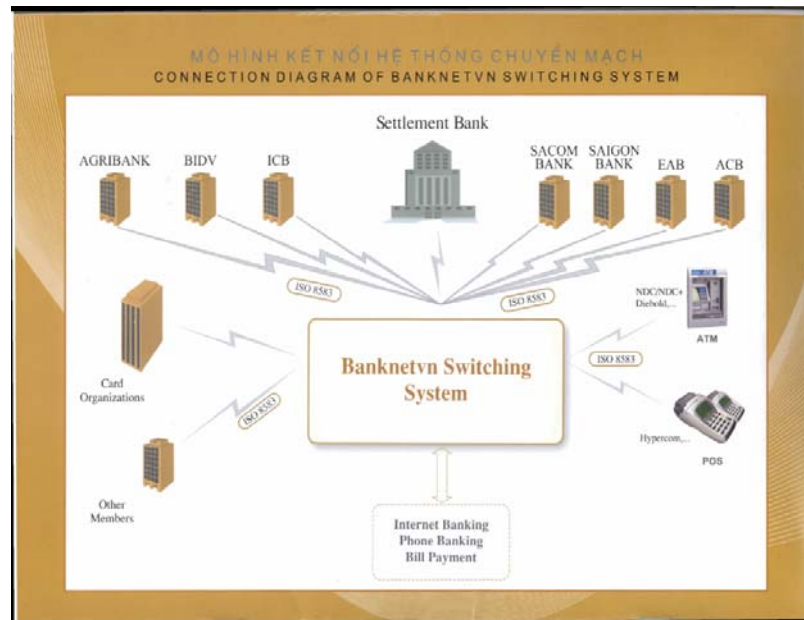 MÔ HÌNH KẾT NỐI HỆ THỐNG CHUYỂN MẠCH
CONNECTION DIAGRAM OF BANKNETVN SWITCHING SYSTEM
Settlement Bank
AGRIBANK
BIDV
ICB
SACOM
BANK
SAIGON
BANK
EAB
ACB
ISO 8583
ISO 8583
NDC/NDC+
Diebold,...
ATM
Card
Organizations
Banknetvn Switching
System
ISO 8583
ISO 8583
Hypercom,...
POS
Other
Members
Internet Banking
Phone Banking
Bill Payment